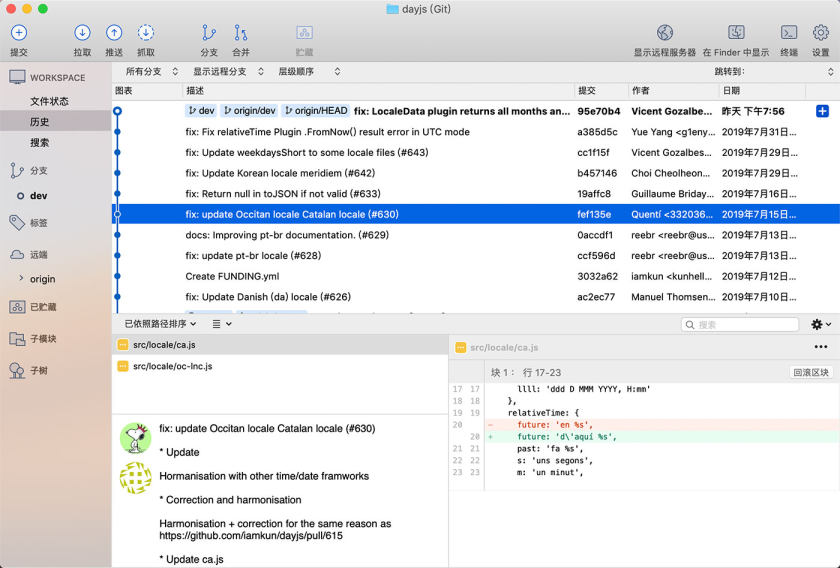 dayjs (Git)
提交 拉取 推送 抓取 分支 合并 贮藏 显示远程服务器 在 Finder 中显示 终端 设置
WORKSPACE
文件状态
历史
搜索
分支
dev
标签
远端
origin
已贮藏
子模块
子树
所有分支 显示远程分支 层级顺序 跳转到:
图表 描述 提交 作者 日期
dev origin/dev origin/HEAD fix: LocaleData plugin returns all months an... 95e70b4 Vicent Gozalbe... 昨天 下午7:56
fix: Fix relativeTime Plugin .FromNow() result error in UTC mode a385d5c Yue Yang <g1eny... 2019年7月31日...
fix: Update weekdaysShort to some locale files (#643) cc1f15f Vicent Gozalbes... 2019年7月29日...
fix: Update Korean locale meridiem (#642) b457146 Choi Cheolheon... 2019年7月23日...
fix: Return null in toJSON if not valid (#633) 19affc8 Guillaume Briday... 2019年7月16日...
fix: update Occitan locale Catalan locale (#630) fef135e Quentí <332036... 2019年7月15日...
docs: Improving pt-br documentation. (#629) 0accdf1 reebr <reebr@us... 2019年7月13日...
fix: update pt-br locale (#628) ccf596d reebr <reebr@us... 2019年7月13日...
Create FUNDING.yml 3032a62 iamkun <kunhell... 2019年7月12日...
fix: Update Danish (da) locale (#626) ac2ec77 Manuel Thomsen... 2019年7月10日...
已依照路径排序 搜索
src/locale/ca.js
src/locale/oc-lnc.js
fix: update Occitan locale Catalan locale (#630)
* Update
Hormanisation with other time/date framworks
* Correction and harmonisation
Harmonisation + correction for the same reason as
https://github.com/iamkun/dayjs/pull/615
* Update ca.js
src/locale/ca.js
块 1： 行 17-23 回滚区块
17 17 llll: 'ddd D MMM YYYY, H:mm'
18 18 },
19 19 relativeTime: {
20 - future: 'en %s',
20 + future: 'd\'aquí %s',
21 21 past: 'fa %s',
22 22 s: 'uns segons',
23 23 m: 'un minut',